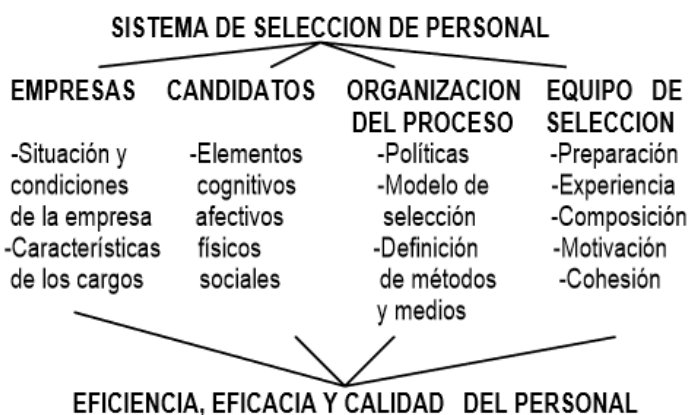 SISTEMA DE SELECCION DE PERSONAL
EMPRESAS
-Situación y
condiciones
de la empresa
-Características
de los cargos
CANDIDATOS
-Elementos
cognitivos
afectivos
físicos
sociales
ORGANIZACION
DEL PROCESO
-Políticas
-Modelo de
selección
-Definición
de métodos
y medios
EQUIPO DE
SELECCION
-Preparación
-Experiencia
-Composición
-Motivación
-Cohesión
EFICIENCIA, EFICACIA Y CALIDAD DEL PERSONAL